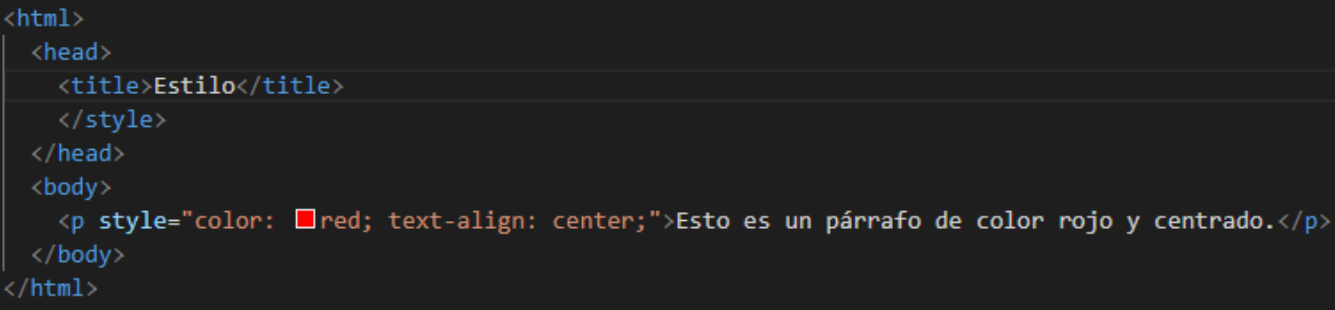 <html>
<head>
<title>Estilo</title>
</style>
</head>
<body>
<p style="color: red; text-align: center;">Esto es un párrafo de color rojo y centrado.</p>
</body>
</html>